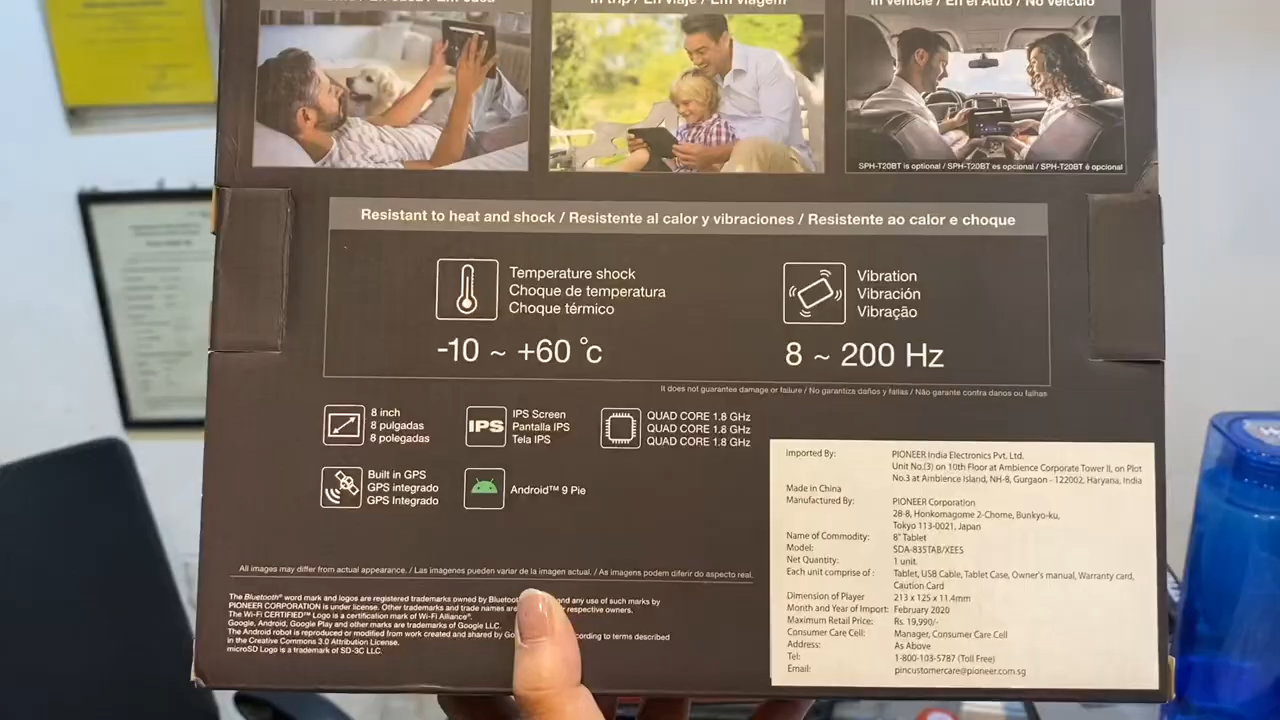 In trip / En viaje / Em viagem
In vehicle / En el Auto / No veículo
SPH-T20BT is optional / SPH-T20BT es opcional / SPH-T20BT é opcional
Resistant to heat and shock / Resistente al calor y vibraciones / Resistente ao calor e choque
Temperature shock
Choque de temperatura
Choque térmico
-10 ~ +60 °c
Vibration
Vibración
Vibração
8 ~ 200 Hz
It does not guarantee damage or failure / No garantiza daños y fallas / Não garante contra danos ou falhas
8 inch
8 pulgadas
8 polegadas
IPS
IPS Screen
Pantalla IPS
Tela IPS
QUAD CORE 1.8 GHz
QUAD CORE 1.8 GHz
QUAD CORE 1.8 GHz
Built in GPS
GPS integrado
GPS Integrado
Android™ 9 Pie
All images may differ from actual appearance. / Las imagenes pueden variar de la imagen actual. / As imagens podem diferir do aspecto real.
The Bluetooth® word mark and logos are registered trademarks owned by Bluetoot and any use of such marks by
PIONEER CORPORATION is under license. Other trademarks and trade names are respective owners.
The Wi-Fi CERTIFIED™ Logo is a certification mark of Wi-Fi Alliance®.
Google, Android, Google Play and other marks are trademarks of Google LLC.
The Android robot is reproduced or modified from work created and shared by Go cording to terms described
in the Creative Commons 3.0 Attribution License.
microSD Logo is a trademark of SD-3C LLC.
Imported By: PIONEER India Electronics Pvt. Ltd.
Unit No.(3) on 10th Floor at Ambience Corporate Tower II, on Plot
No.3 at Ambience Island, NH-8, Gurgaon - 122002, Haryana, India
Made in China
Manufactured By: PIONEER Corporation
28-8, Honkomagome 2-Chome, Bunkyo-ku,
Tokyo 113-0021, Japan
Name of Commodity: 8" Tablet
Model: SDA-835TAB/XEES
Net Quantity: 1 unit.
Each unit comprise of : Tablet, USB Cable, Tablet Case, Owner's manual, Warranty card,
Caution Card
Dimension of Player 213 x 125 x 11.4mm
Month and Year of Import: February 2020
Maximum Retail Price: Rs. 19,990/-
Consumer Care Cell: Manager, Consumer Care Cell
Address: As Above
Tel: 1-800-103-5787 (Toll Free)
Email: pincustomercare@pioneer.com.sg